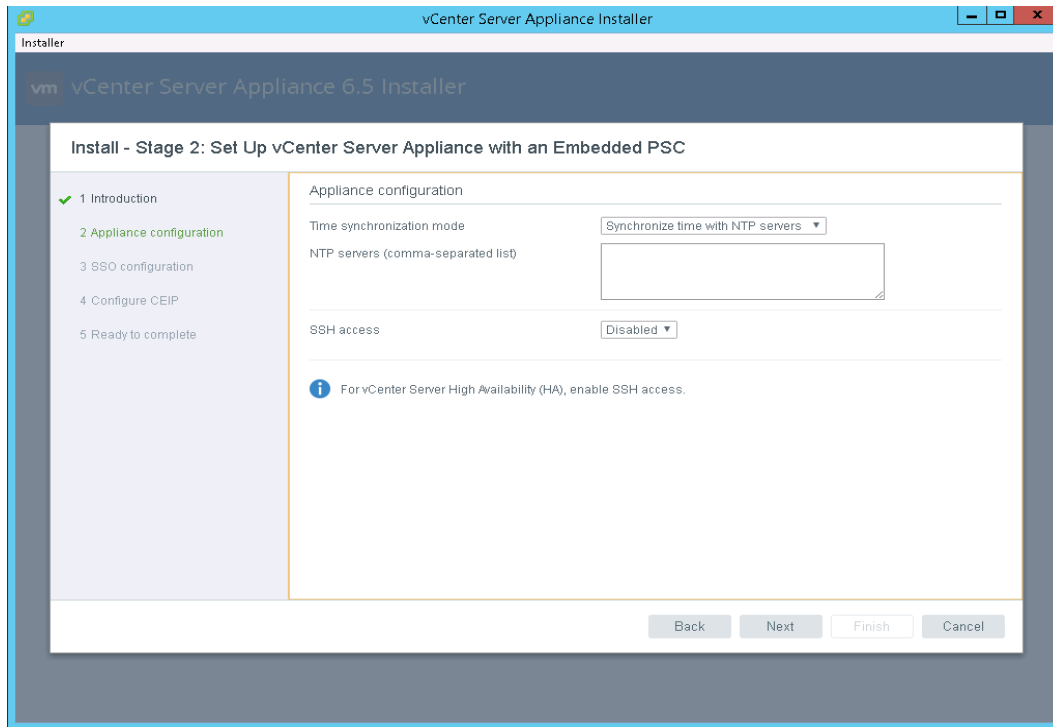 vCenter Server Appliance Installer
Installer
vm vCenter Server Appliance 6.5 Installer
Install - Stage 2: Set Up vCenter Server Appliance with an Embedded PSC
1 Introduction
2 Appliance configuration
3 SSO configuration
4 Configure CEIP
5 Ready to complete
Appliance configuration
Time synchronization mode Synchronize time with NTP servers
NTP servers (comma-separated list)
SSH access Disabled
For vCenter Server High Availability (HA), enable SSH access.
Back Next Finish Cancel